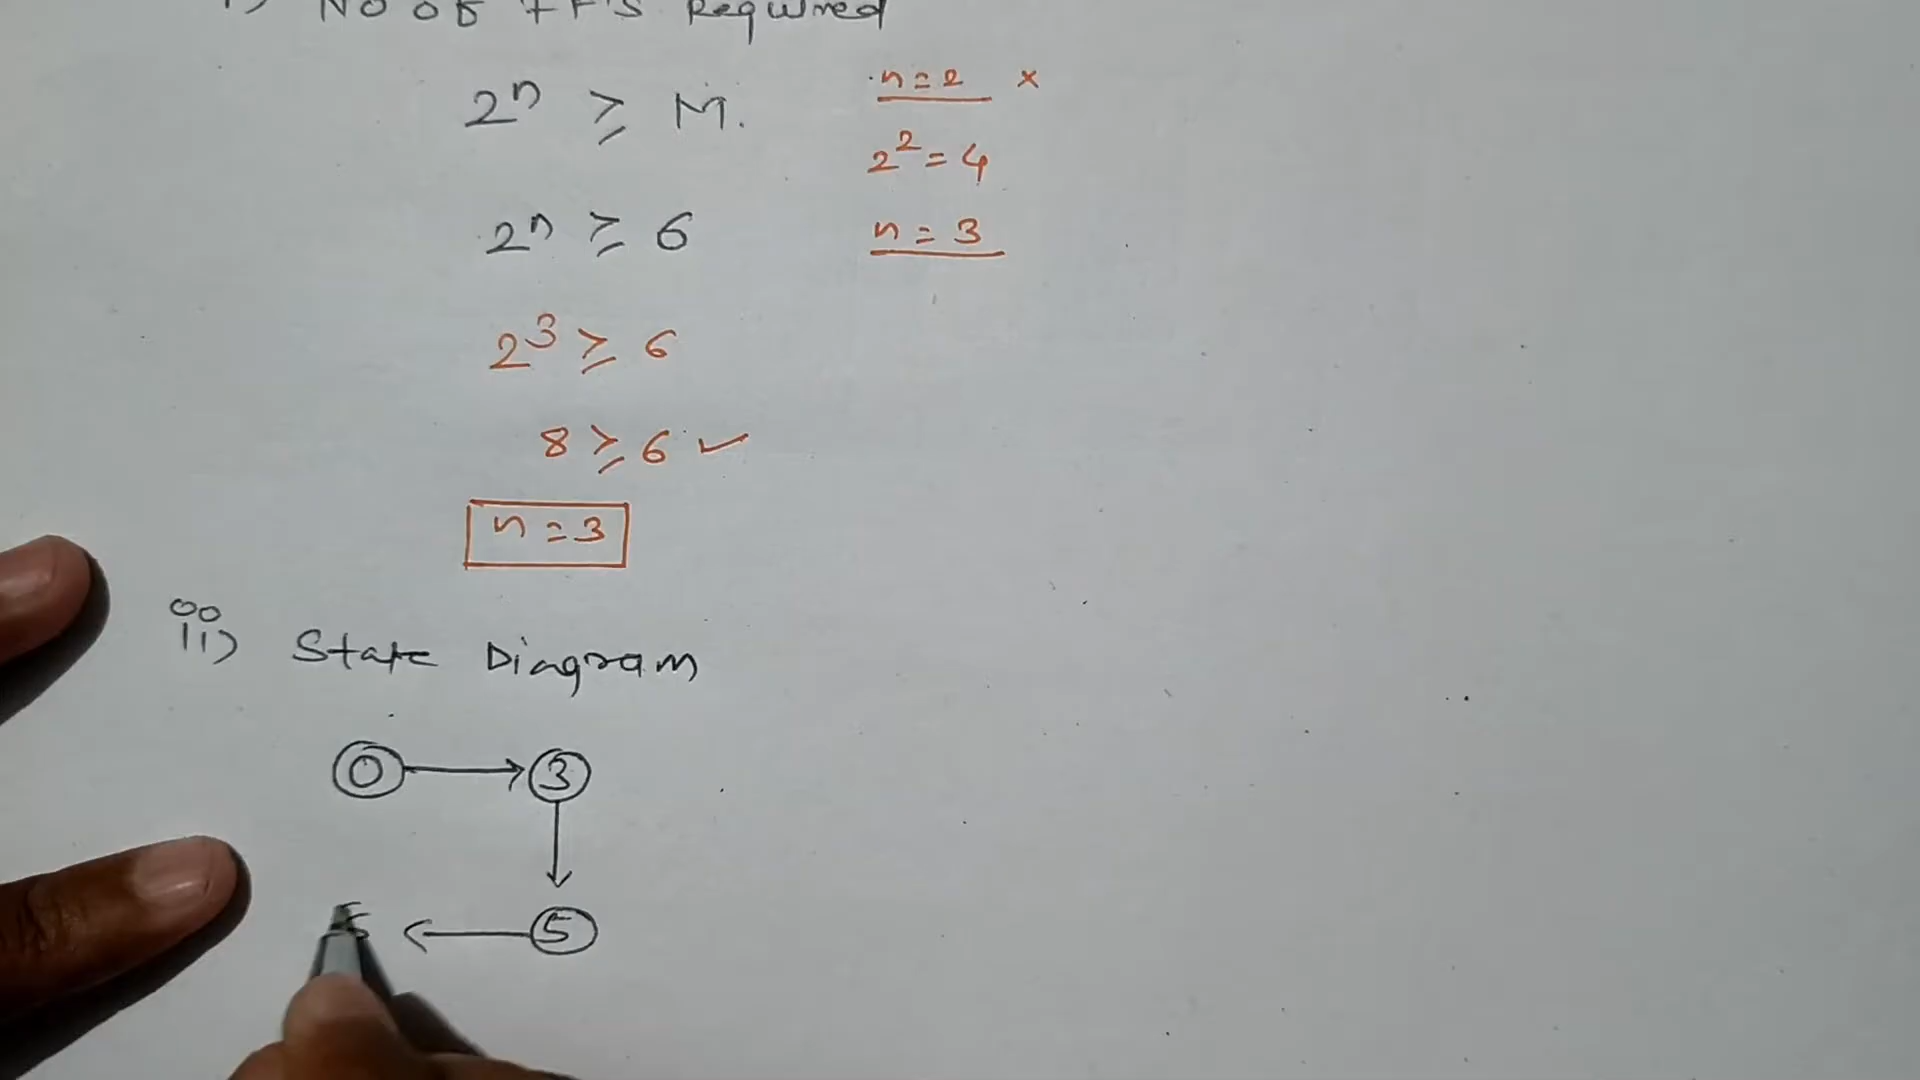 i) No of FFs Required
2ⁿ ≥ M.
n = 2 ×
2² = 4
2ⁿ ≥ 6
n = 3
2³ ≥ 6
8 ≥ 6 ✓
n = 3
ii) State Diagram
0 → 3
↓
← 5